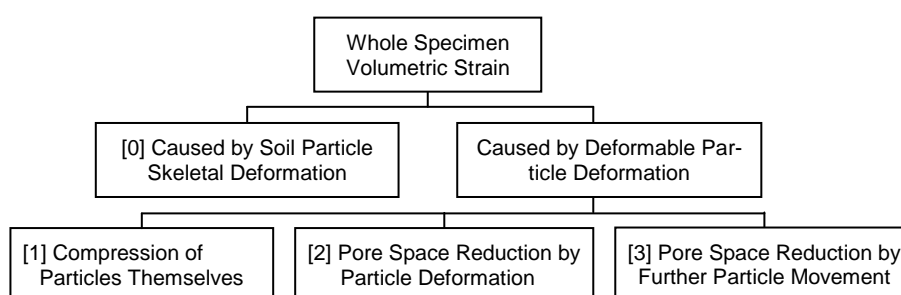 Whole Specimen
Volumetric Strain
[0] Caused by Soil Particle
Skeletal Deformation
Caused by Deformable Par-
ticle Deformation
[1] Compression of
Particles Themselves
[2] Pore Space Reduction by
Particle Deformation
[3] Pore Space Reduction by
Further Particle Movement